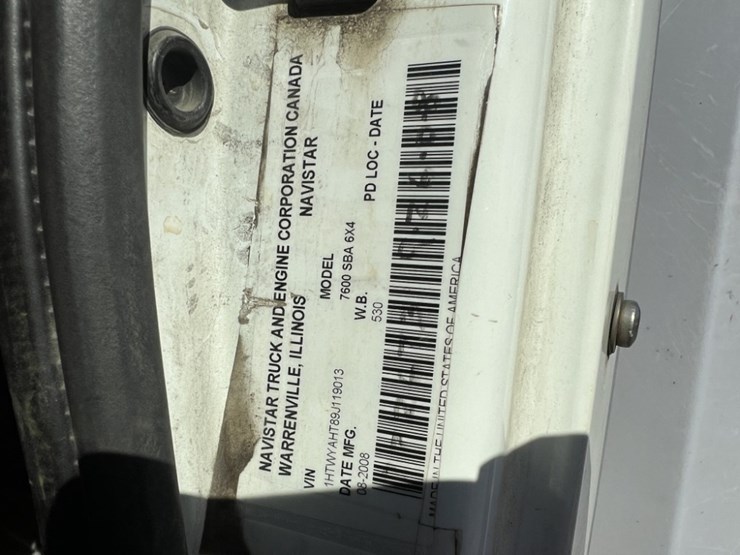 NAVISTAR TRUCK AND ENGINE CORPORATION CANADA
WARRENVILLE, ILLINOIS NAVISTAR
VIN MODEL
1HTWYAHT89J119013 7600 SBA 6X4
DATE MFG. W.B. PD LOC - DATE
08-2008 530
MADE IN THE UNITED STATES OF AMERICA